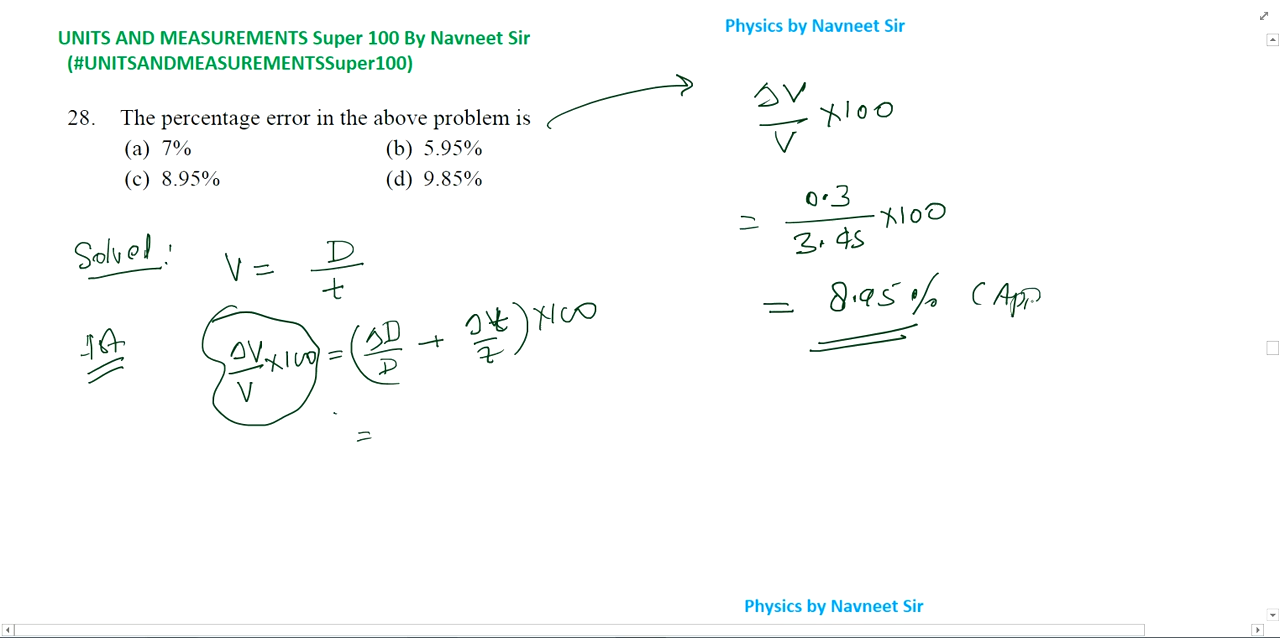 Physics by Navneet Sir
UNITS AND MEASUREMENTS Super 100 By Navneet Sir
(#UNITSANDMEASUREMENTSSuper100)
28. The percentage error in the above problem is
(a) 7% (b) 5.95%
(c) 8.95% (d) 9.85%
Solved:
V = D/t
Ist ΔV/V ×100 = (ΔD/D + Δt/t) ×100
=
ΔV/V ×100
= 0.3/3.45 ×100
= 8.95% (App)
Physics by Navneet Sir